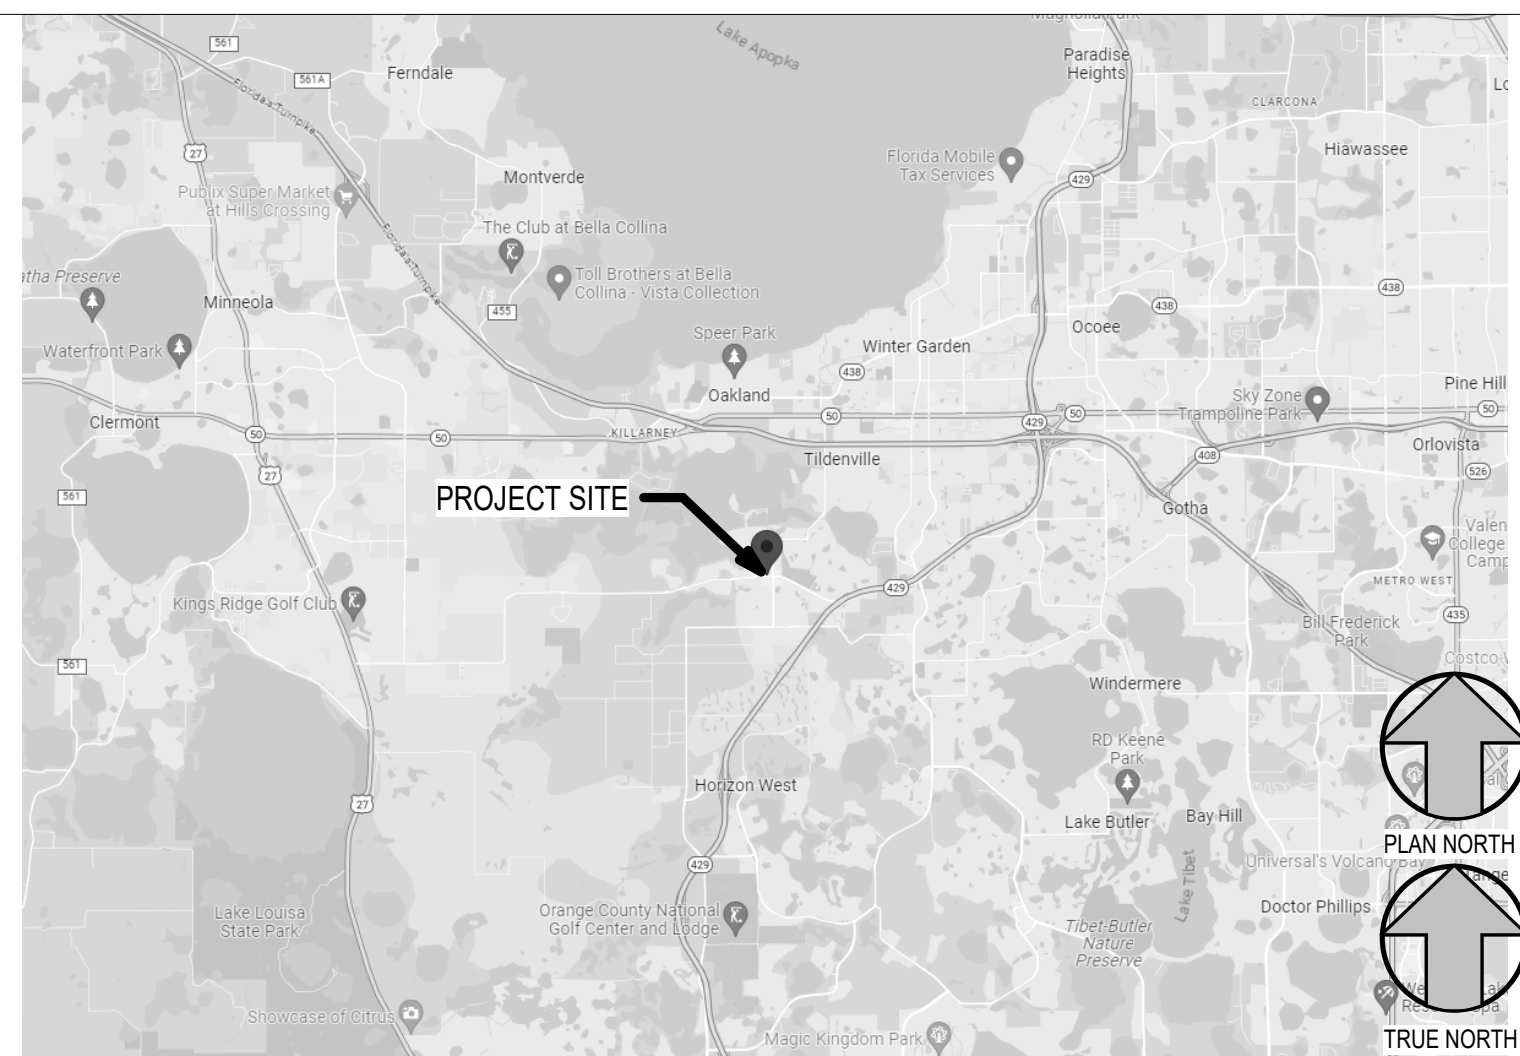 Lake Apopka
Paradise
Heights
561
Ferndale
561A
Florida's Turnpike
CLARCONA
27
Florida Mobile
Tax Services
Hiawassee
429
Montverde
Publix Super Market
at Hills Crossing
The Club at Bella Collina
Florida's Turnpike
Toll Brothers at Bella
Collina - Vista Collection
atha Preserve
Minneola
455
438
438
Ocoee
Speer Park
Winter Garden
Waterfront Park
438
Oakland
Pine Hill
Sky Zone
Trampoline Park
Clermont
50
50
50
429
50
50
KILLARNEY
Tildenville
408
Orlovista
27
526
561
PROJECT SITE
Gotha
Valen
College
Camp
METRO WEST
429
Kings Ridge Golf Club
435
Bill Frederick
Park
561
Costco
Windermere
RD Keene
Park
Horizon West
27
Lake Butler
Bay Hill
PLAN NORTH
Universal's Volcano Bay
429
Lake Tibet
Doctor Phillips
Orange County National
Golf Center and Lodge
Lake Louisa
State Park
Tibet-Butler
Nature
Preserve
Showcase of Citrus
Magic Kingdom Park
TRUE NORTH